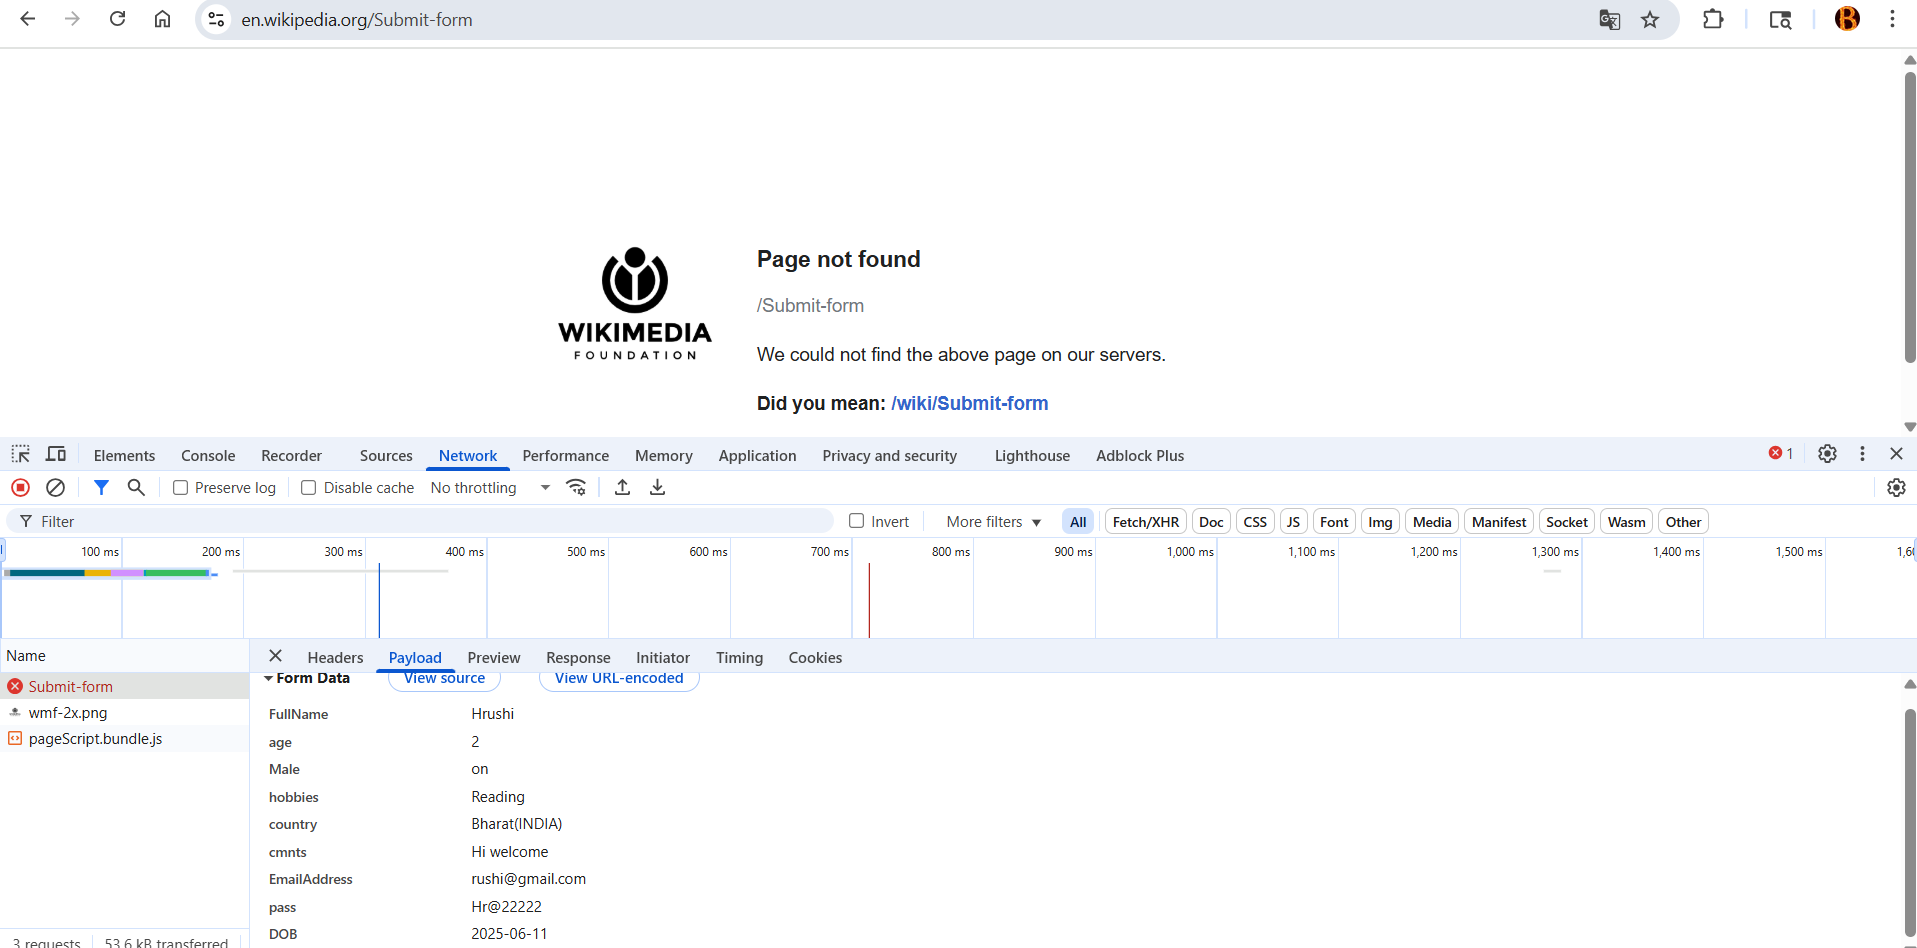 en.wikipedia.org/Submit-form
WIKIMEDIA
FOUNDATION
Page not found
/Submit-form
We could not find the above page on our servers.
Did you mean: /wiki/Submit-form
Elements Console Recorder Sources Network Performance Memory Application Privacy and security Lighthouse Adblock Plus 1
Preserve log Disable cache No throttling
Filter Invert More filters All Fetch/XHR Doc CSS JS Font Img Media Manifest Socket Wasm Other
100 ms 200 ms 300 ms 400 ms 500 ms 600 ms 700 ms 800 ms 900 ms 1,000 ms 1,100 ms 1,200 ms 1,300 ms 1,400 ms 1,500 ms
Name
Headers Payload Preview Response Initiator Timing Cookies
Submit-form
wmf-2x.png
pageScript.bundle.js
Form Data View source View URL-encoded
FullName Hrushi
age 2
Male on
hobbies Reading
country Bharat(INDIA)
cmnts Hi welcome
EmailAddress rushi@gmail.com
pass Hr@22222
DOB 2025-06-11
3 requests 53.6 kB transferred